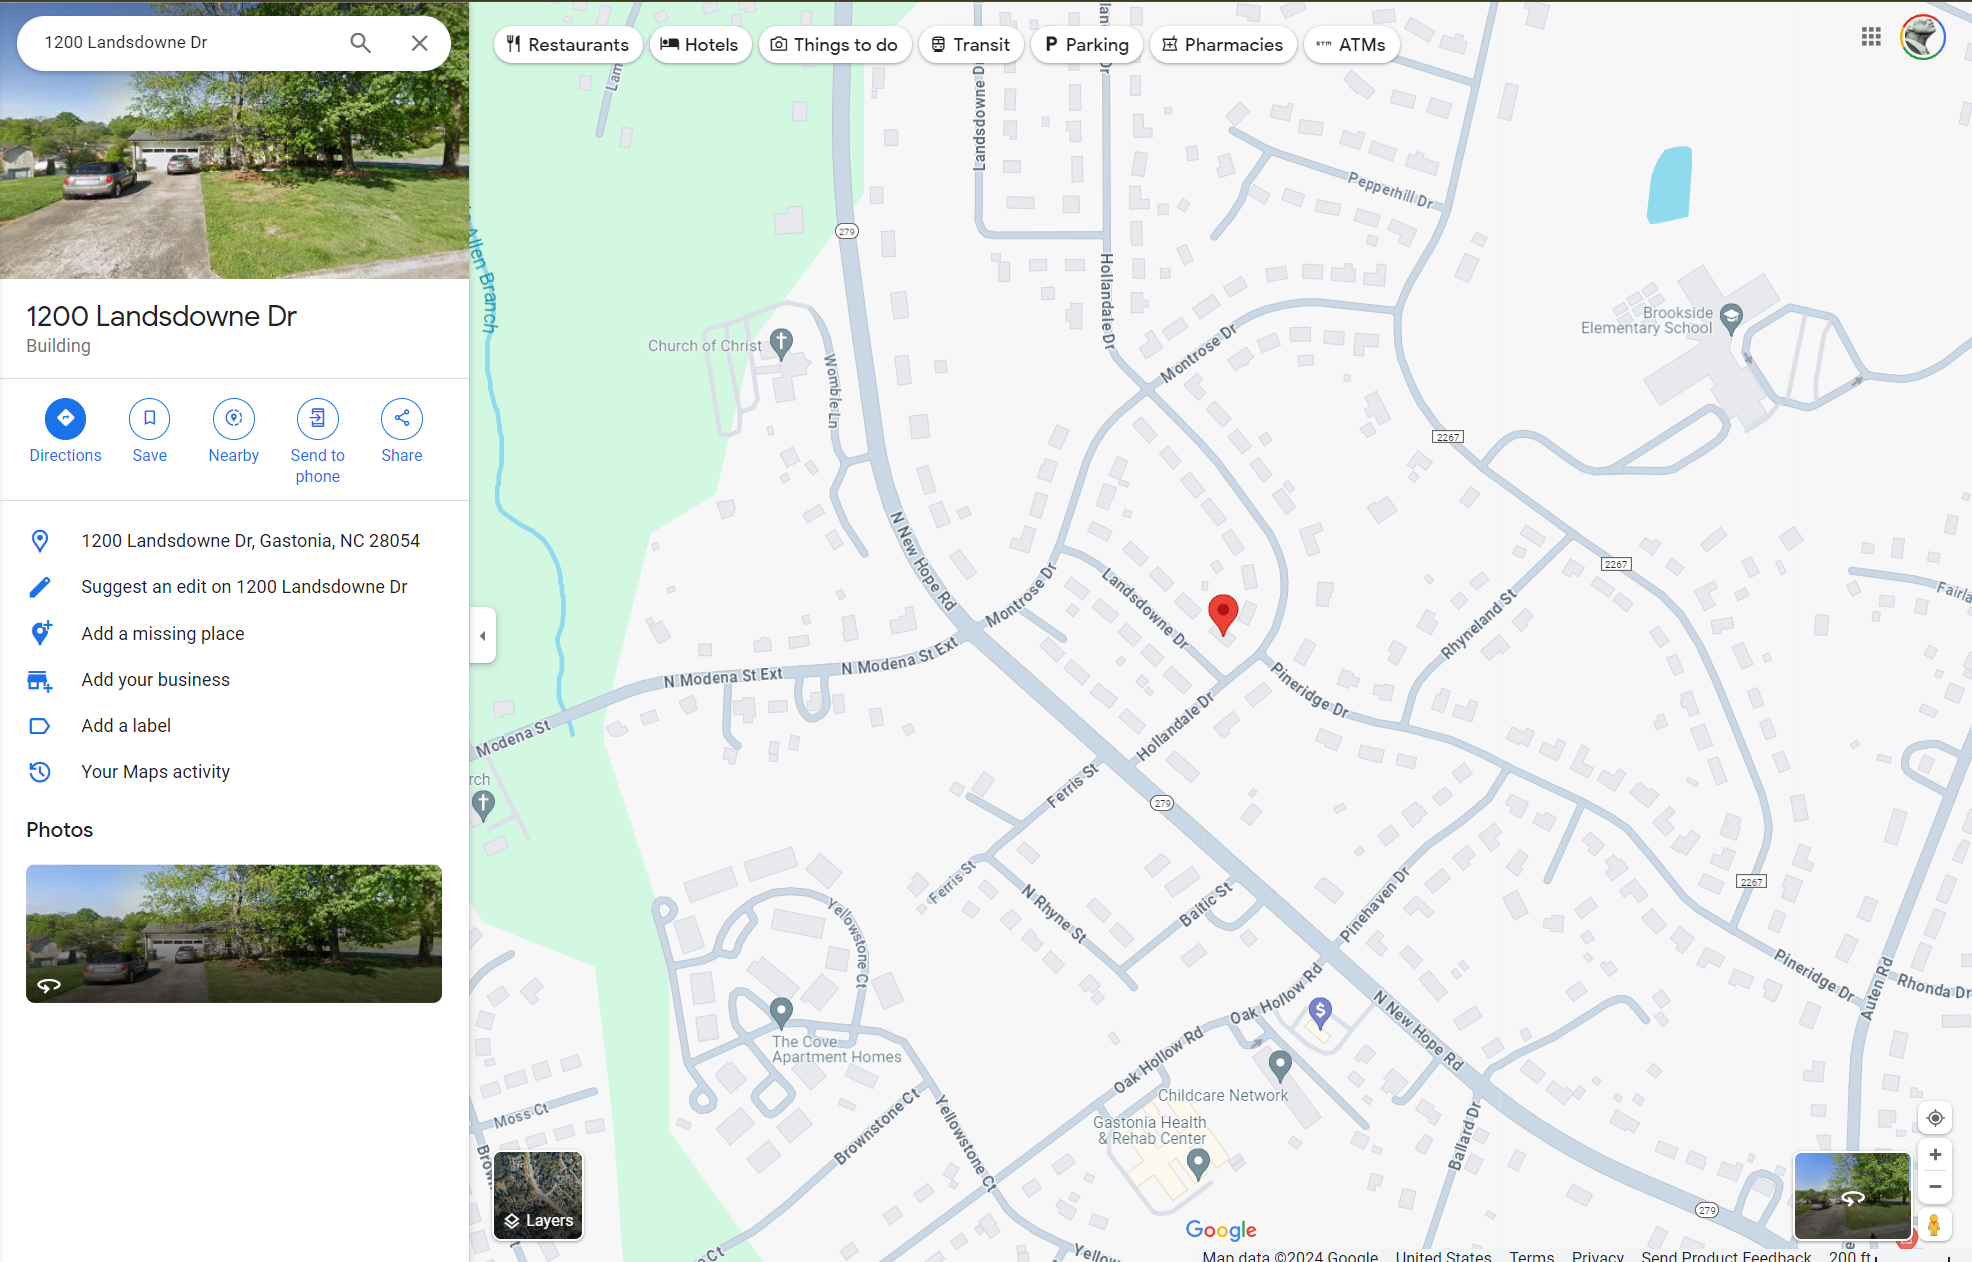 1200 Landsdowne Dr
Restaurants
Hotels
Things to do
Transit
Parking
Pharmacies
ATMs
1200 Landsdowne Dr
Building
Directions
Save
Nearby
Send to
phone
Share
1200 Landsdowne Dr, Gastonia, NC 28054
Suggest an edit on 1200 Landsdowne Dr
Add a missing place
Add your business
Add a label
Your Maps activity
Photos
Landsdowne Dr
Hollandale Dr
Pepperhill Dr
279
Allen Branch
Church of Christ
Womble Ln
Montrose Dr
Brookside
Elementary School
2267
N New Hope Rd
Montrose Dr
Landsdowne Dr
2267
Rhyneland St
N Modena St Ext
N Modena St Ext
Modena St
Pineridge Dr
Hollandale Dr
Ferris St
279
Ferris St
N Rhyne St
Baltic St
Pinehaven Dr
2267
Yellowstone Ct
Pineridge Dr
Auten Rd
Rhonda Dr
Oak Hollow Rd
N New Hope Rd
The Cove
Apartment Homes
Oak Hollow Rd
Childcare Network
Gastonia Health
& Rehab Center
Moss Ct
Brownstone Ct
Yellowstone Ct
Ballard Dr
279
Layers
Google
Map data ©2024 Google
United States
Terms
Privacy
Send Product Feedback
200 ft